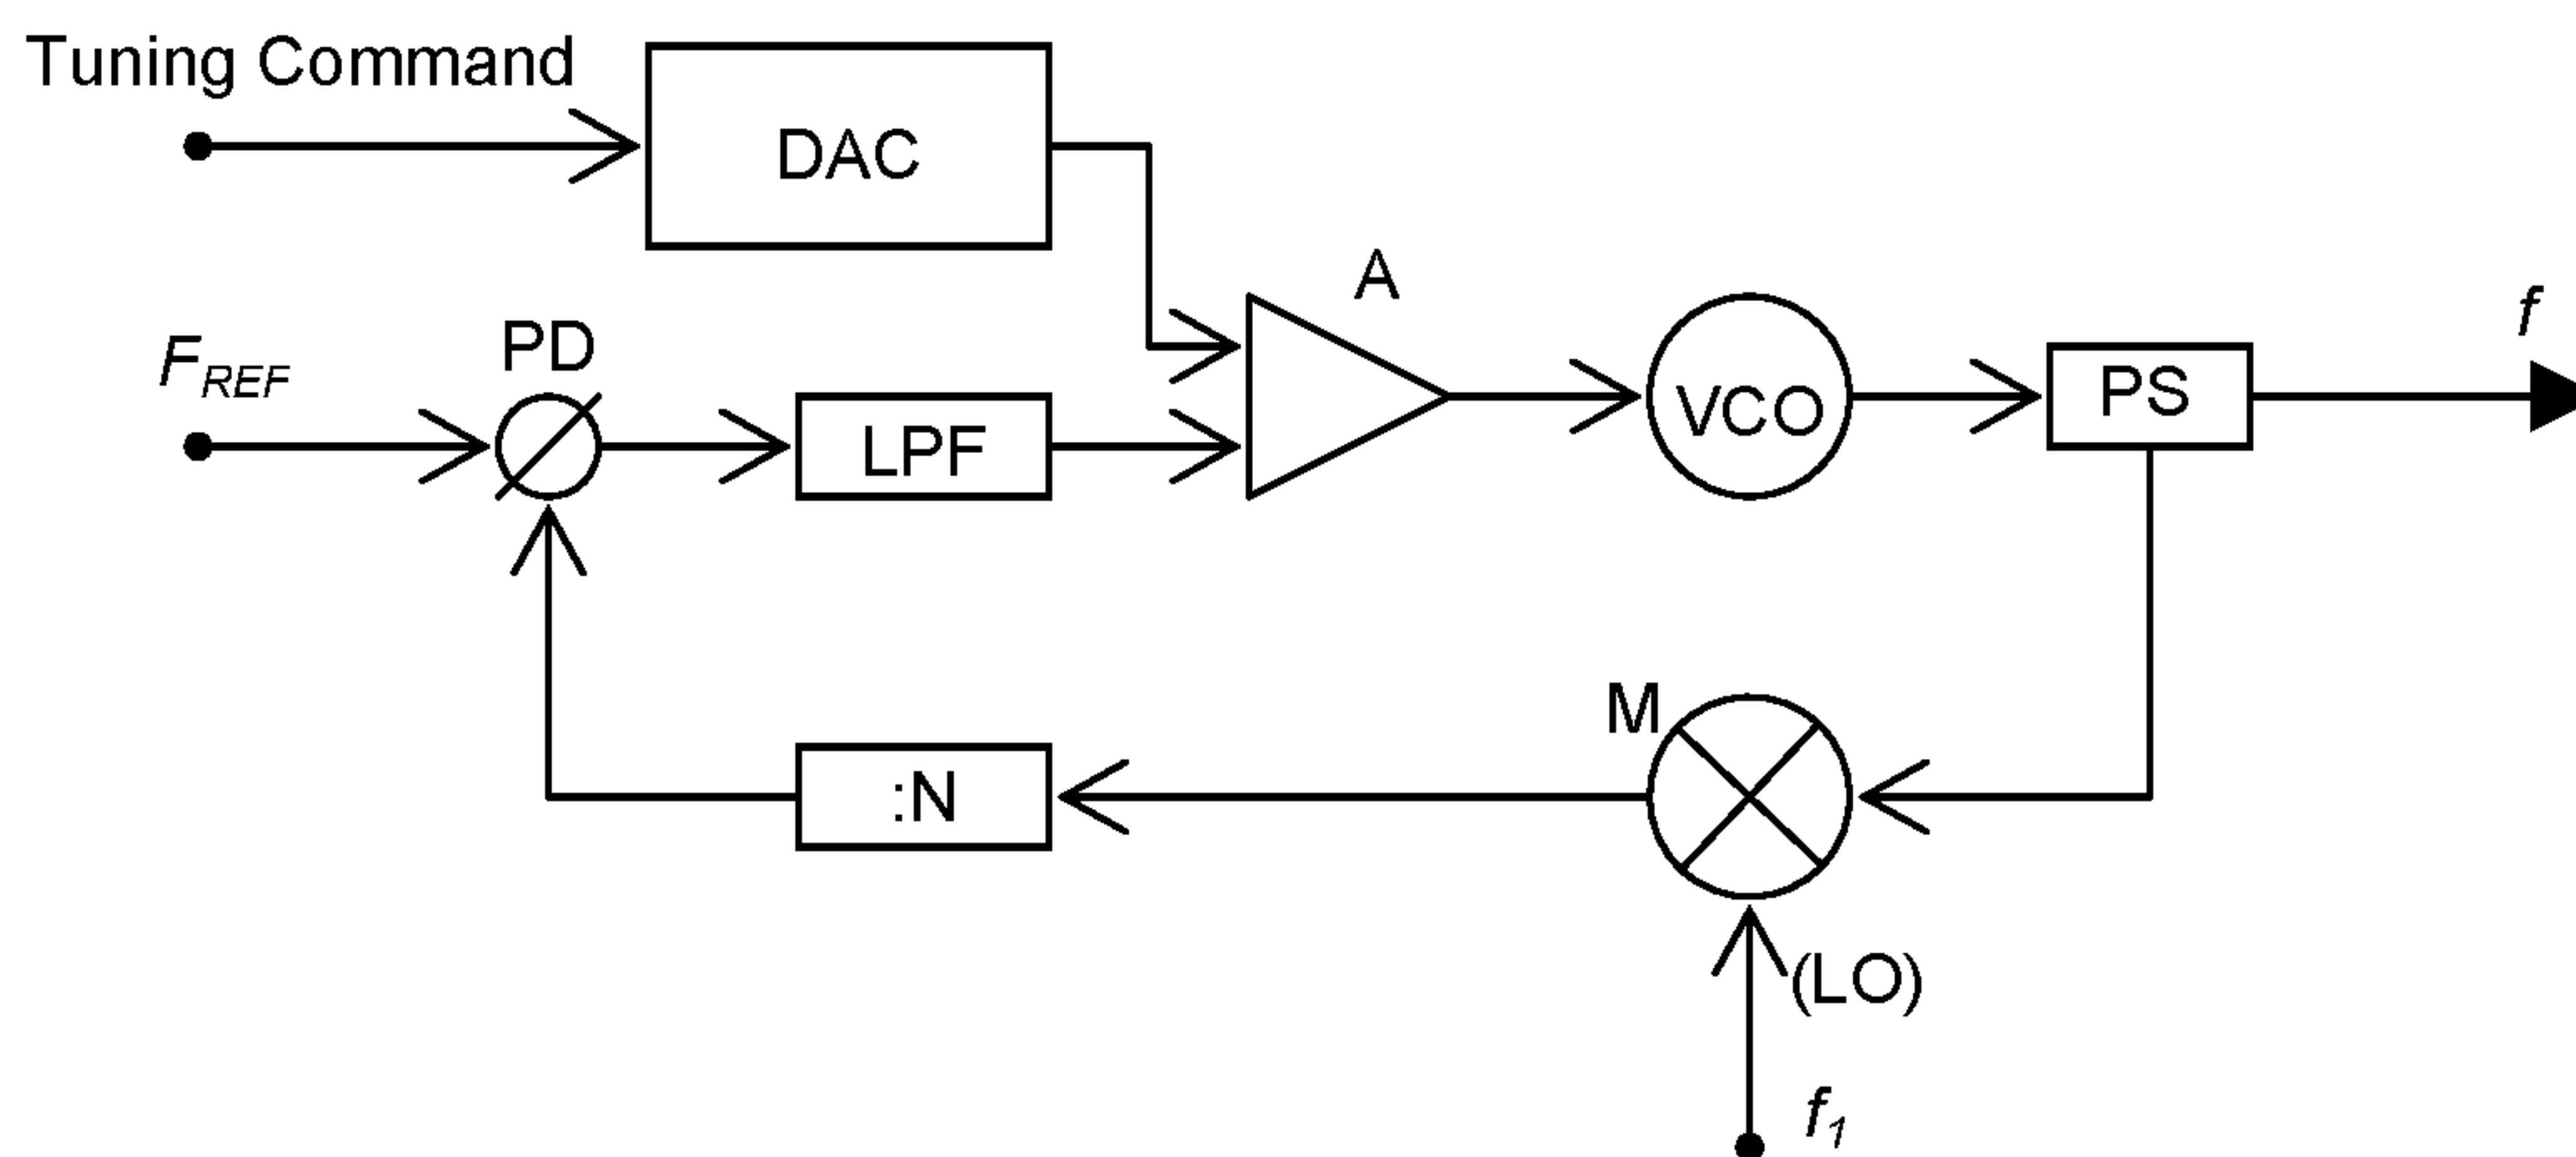 Tuning Command
DAC
A
f
F_REF
PD
LPF
VCO
PS
M
:N
(LO)
f_1